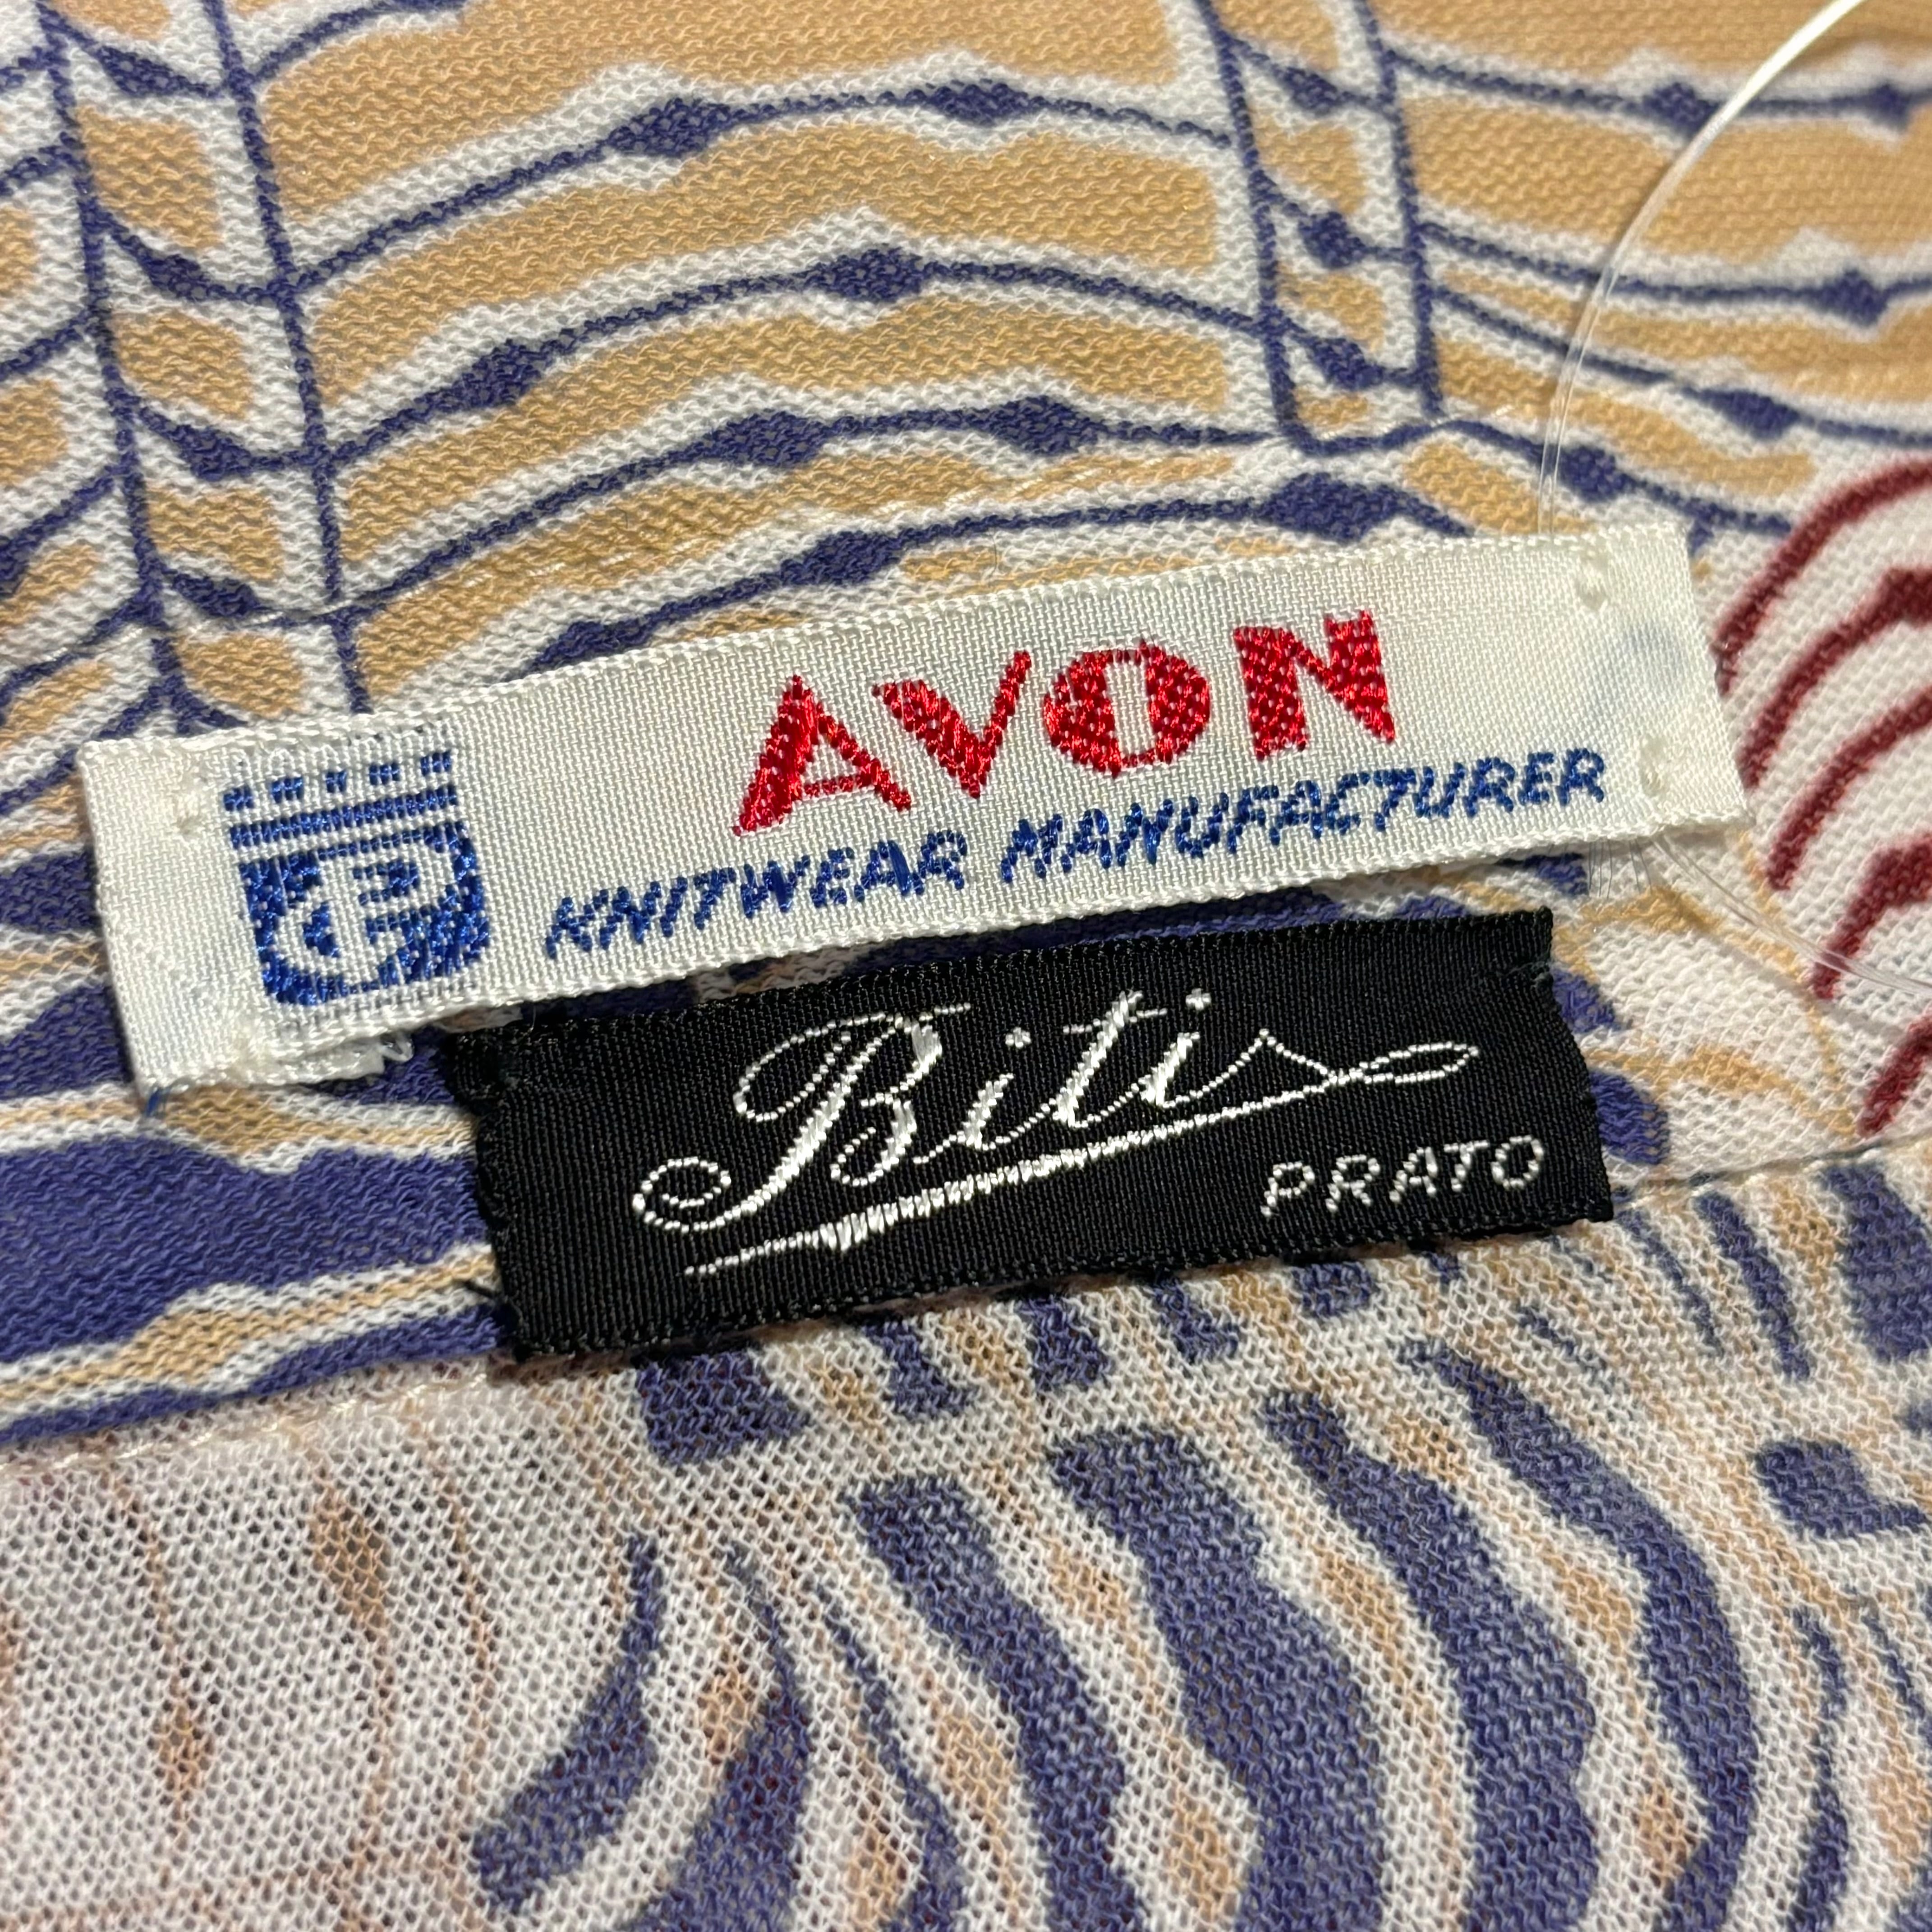 AVON
KNITWEAR MANUFACTURER
Biti
PRATO